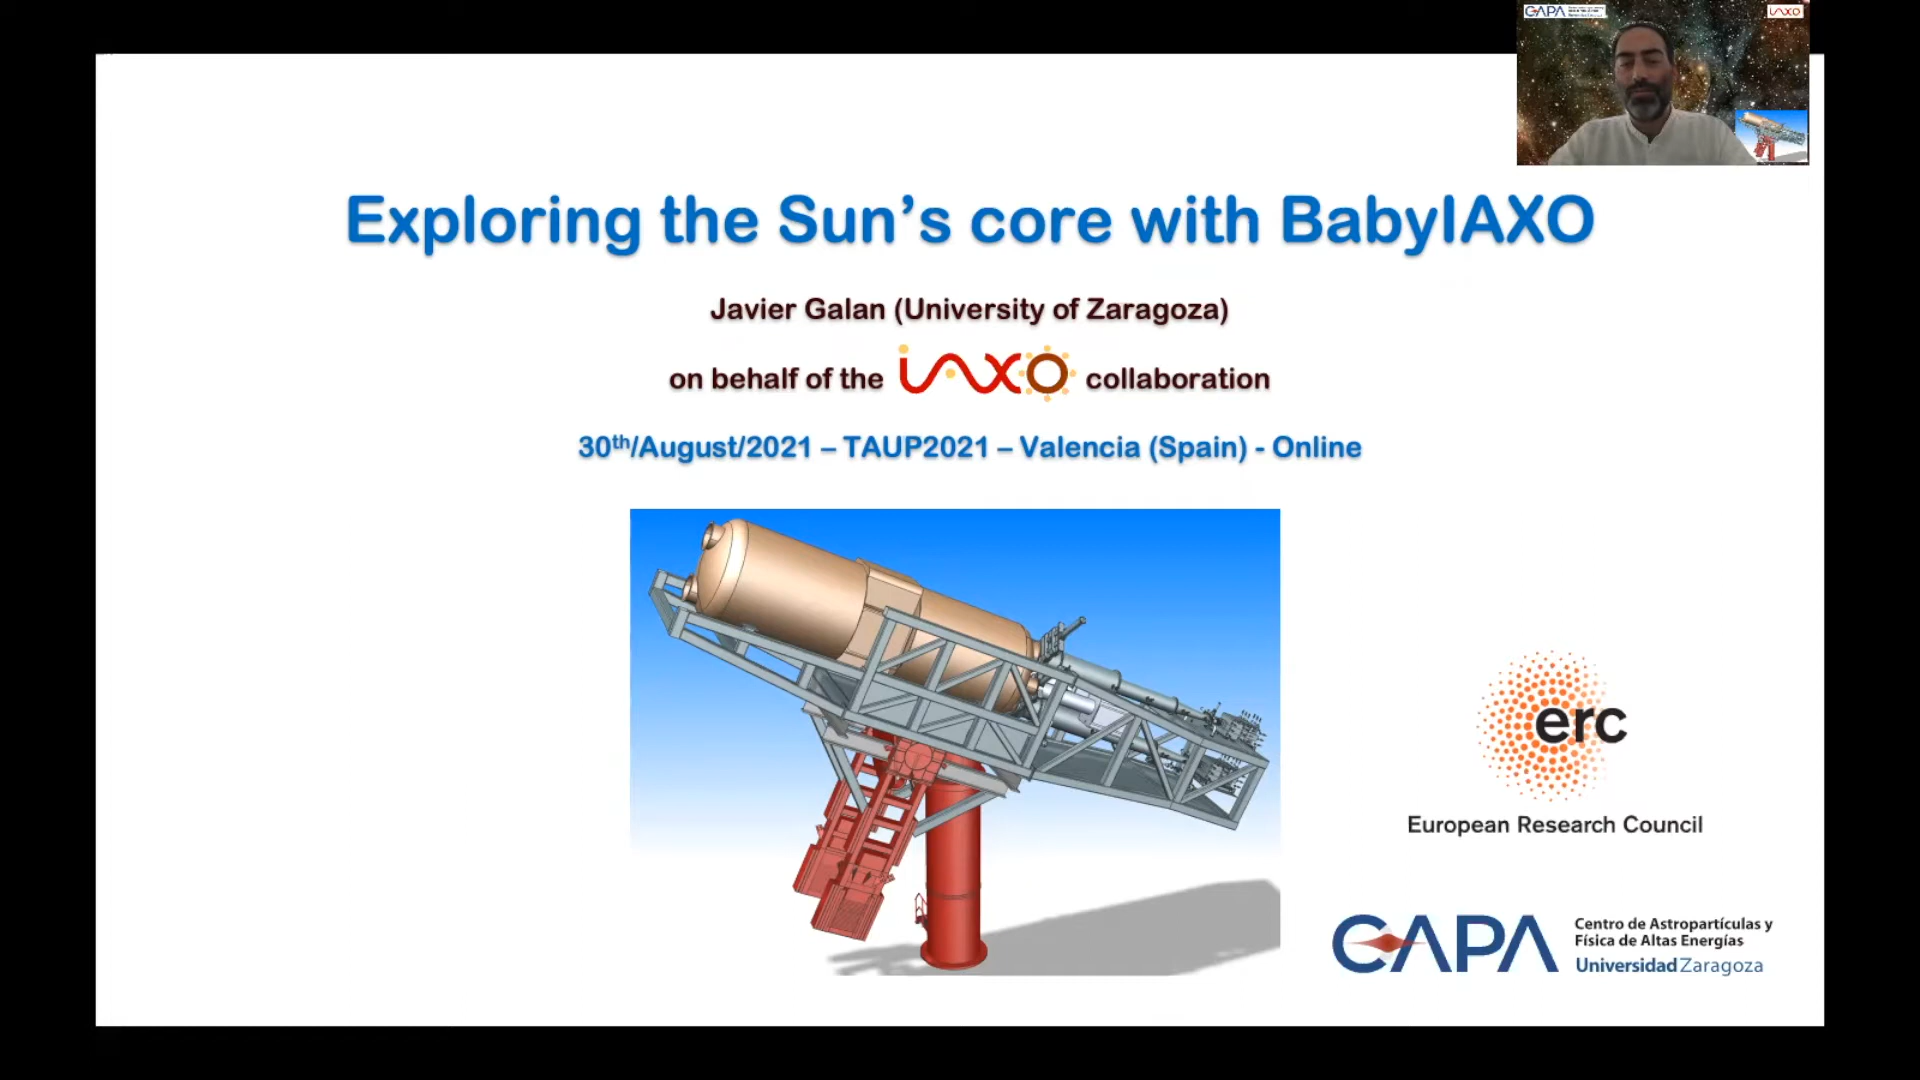 CAPA
IAXO
Exploring the Sun’s core with BabyIAXO
Javier Galan (University of Zaragoza)
on behalf of the iAXO collaboration
30th/August/2021 – TAUP2021 – Valencia (Spain) - Online
erc
European Research Council
CAPA
Centro de Astropartículas y
Física de Altas Energías
Universidad Zaragoza